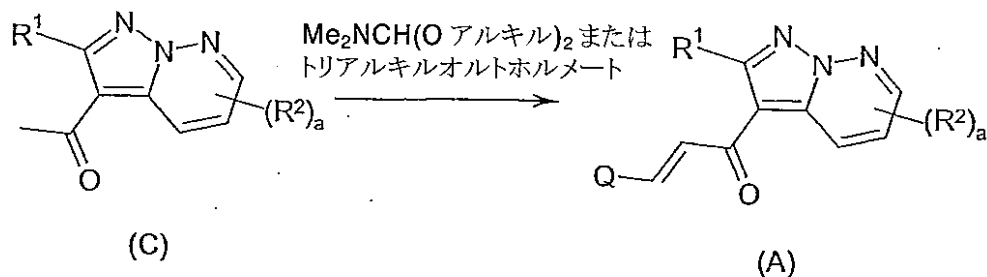 R¹ N N N
Me₂NCH(O アルキル)₂ または
トリアルキルオルトホルメート
(R²)ₐ
O
(C)
R¹ N N N
(R²)ₐ
Q O
(A)